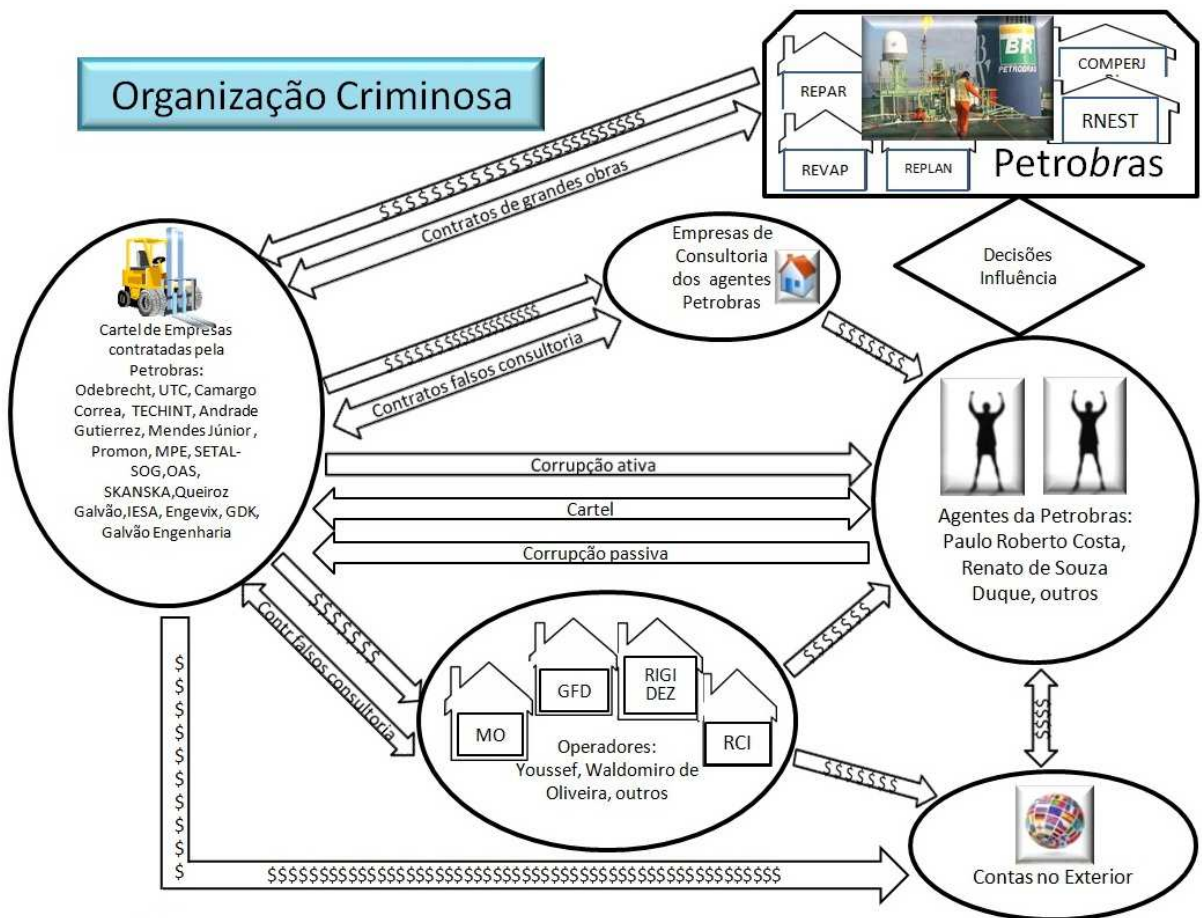 Organização Criminosa
REPAR
BR
PETROBRAS
COMPERJ
RNEST
REVAP
REPLAN
Petrobras
$$$$$$$$$$$$$$$$$$$$$$$
Contratos de grandes obras
Empresas de
Consultoria
dos agentes
Petrobras
Decisões
Influência
Cartel de Empresas
contratadas pela
Petrobras:
Odebrecht, UTC, Camargo
Correa, TECHINT, Andrade
Gutierrez, Mendes Júnior ,
Promon, MPE, SETAL-
SOG,OAS,
SKANSKA,Queiroz
Galvão,IESA, Engevix, GDK,
Galvão Engenharia
$$$$$$$$$$$$$$$$$$$
Contratos falsos consultoria
$$$$$$$
Corrupção ativa
Cartel
Corrupção passiva
Agentes da Petrobras:
Paulo Roberto Costa,
Renato de Souza
Duque, outros
$$$$$$$
Contr falsos consultoria
$$$$$$$
MO
GFD
RIGI
DEZ
RCI
Operadores:
Youssef, Waldomiro de
Oliveira, outros
$$$$$$$
$$$$
$
$
$
$
$
$
$
$
$
$
$$$$$$$$$$$$$$$$$$$$$$$$$$$$$$$$$$$$$$$$$$$
Contas no Exterior